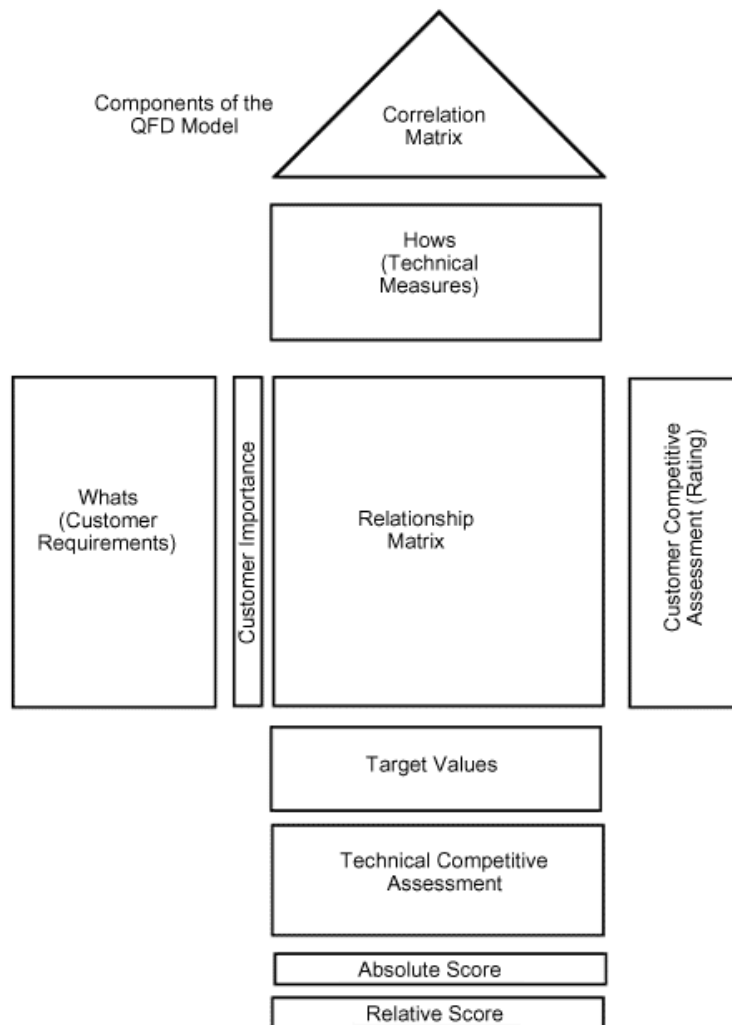 Components of the
QFD Model
Correlation
Matrix
Hows
(Technical
Measures)
Whats
(Customer
Requirements)
Customer Importance
Relationship
Matrix
Customer Competitive
Assessment (Rating)
Target Values
Technical Competitive
Assessment
Absolute Score
Relative Score